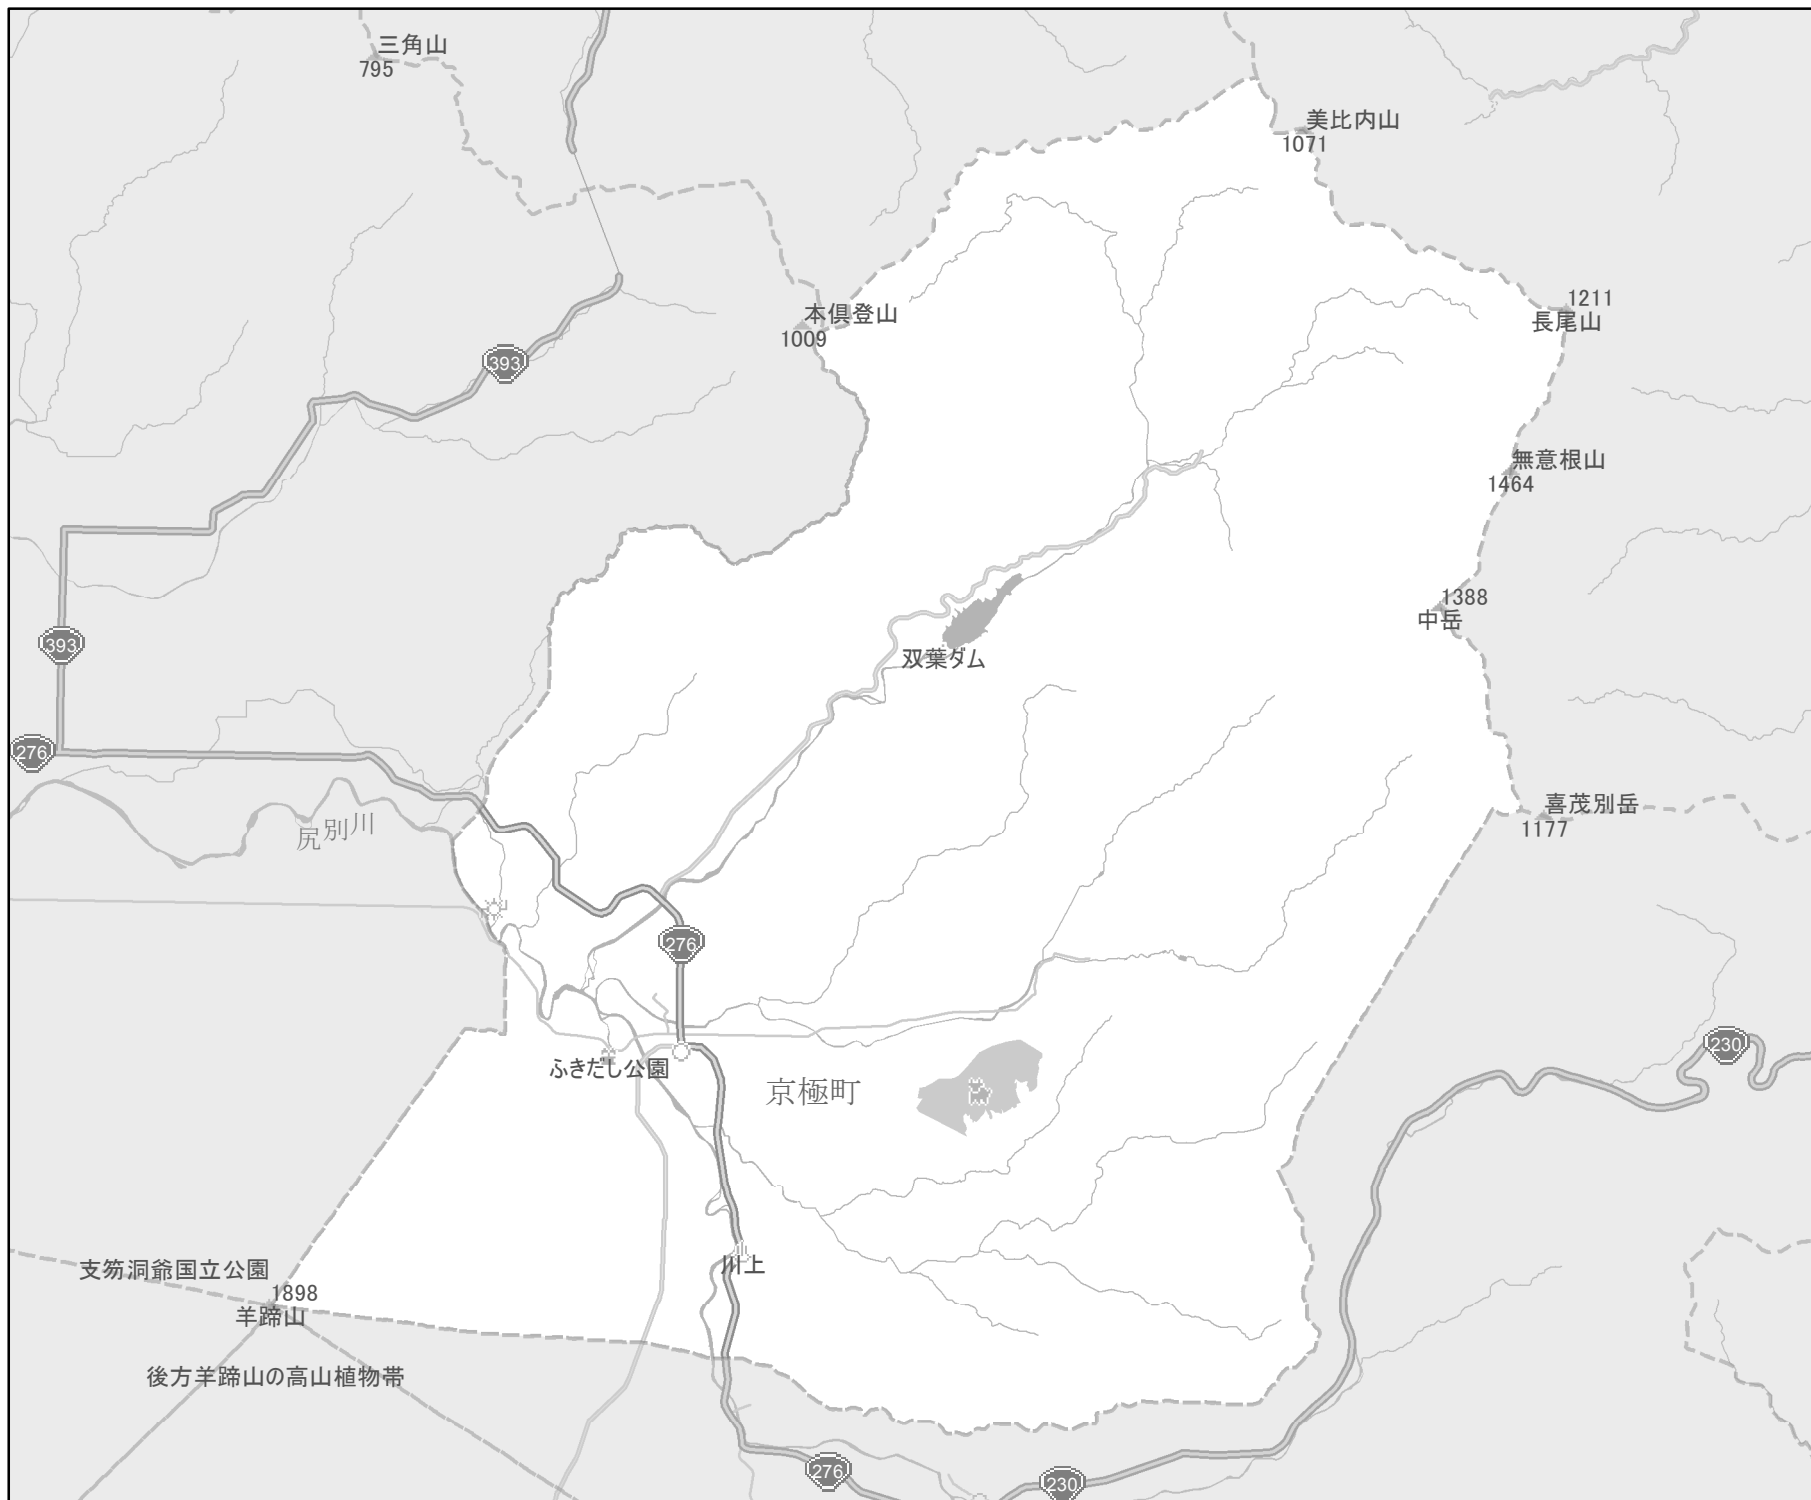 三角山
795
美比内山
1071
1211
長尾山
本倶登山
1009
393
無意根山
1464
1388
中岳
393
双葉ダム
276
喜茂別岳
1177
尻別川
276
230
ふきだし公園
京極町
川上
支笏洞爺国立公園
1898
羊蹄山
後方羊蹄山の高山植物帯
276
230